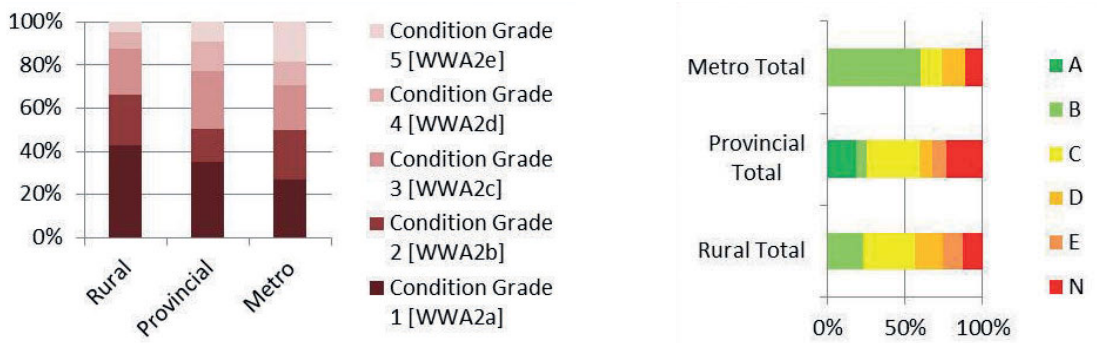 100%
80%
60%
40%
20%
0%
Rural
Provincial
Metro
Condition Grade
5 [WWA2e]
Condition Grade
4 [WWA2d]
Condition Grade
3 [WWA2c]
Condition Grade
2 [WWA2b]
Condition Grade
1 [WWA2a]
Metro Total
Provincial
Total
Rural Total
0% 50% 100%
A
B
C
D
E
N